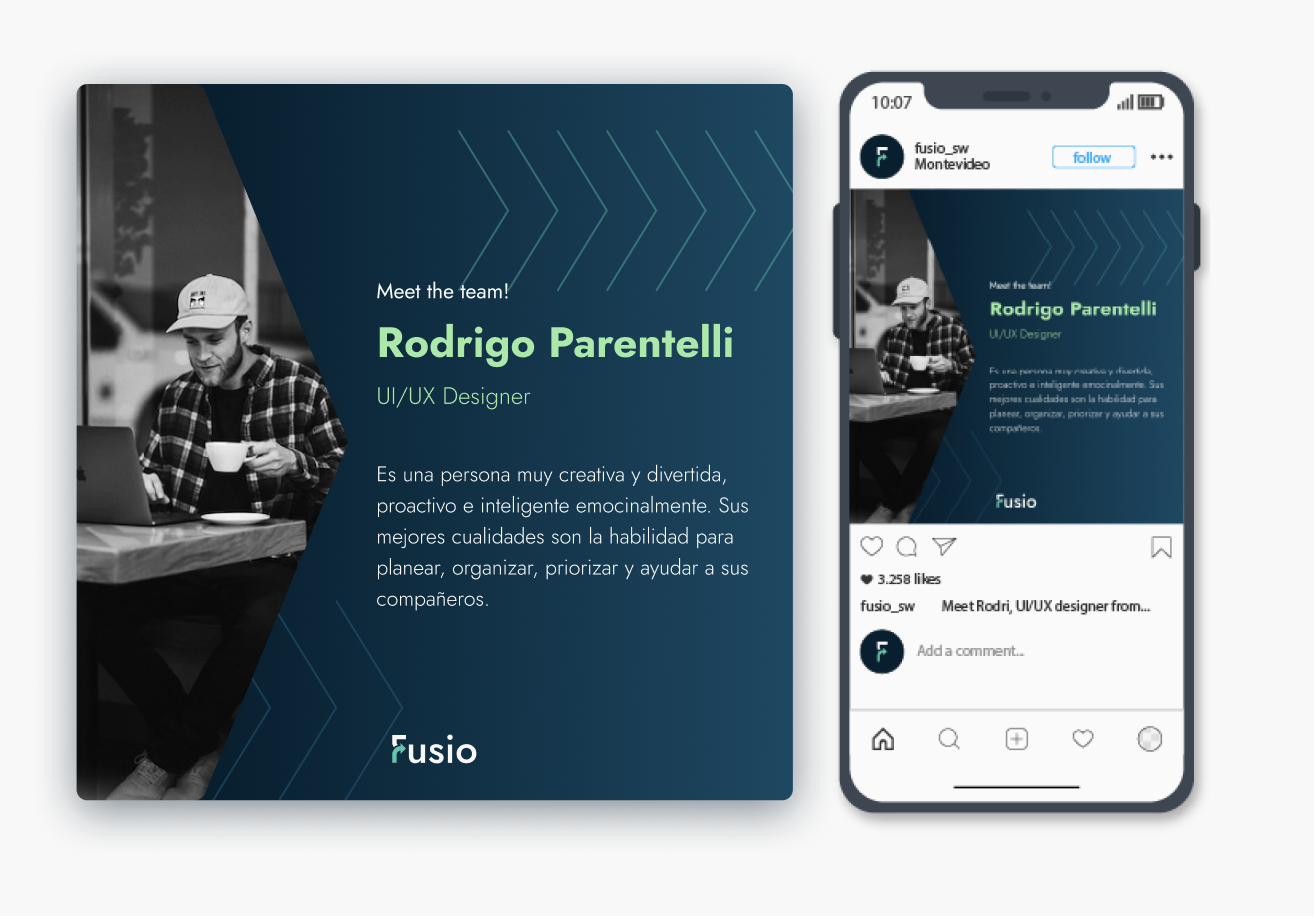 Meet the team!
Rodrigo Parentelli
UI/UX Designer
Es una persona muy creativa y divertida,
proactivo e inteligente emocinalmente. Sus
mejores cualidades son la habilidad para
planear, organizar, priorizar y ayudar a sus
compañeros.
Fusio
10:07
fusio_sw
Montevideo
follow
Meet the team!
Rodrigo Parentelli
UI/UX Designer
Es una persona muy creativa y divertida,
proactivo e inteligente emocinalmente. Sus
mejores cualidades son la habilidad para
planear, organizar, priorizar y ayudar a sus
compañeros.
Fusio
3.258 likes
fusio_sw Meet Rodri, UI/UX designer from...
Add a comment...